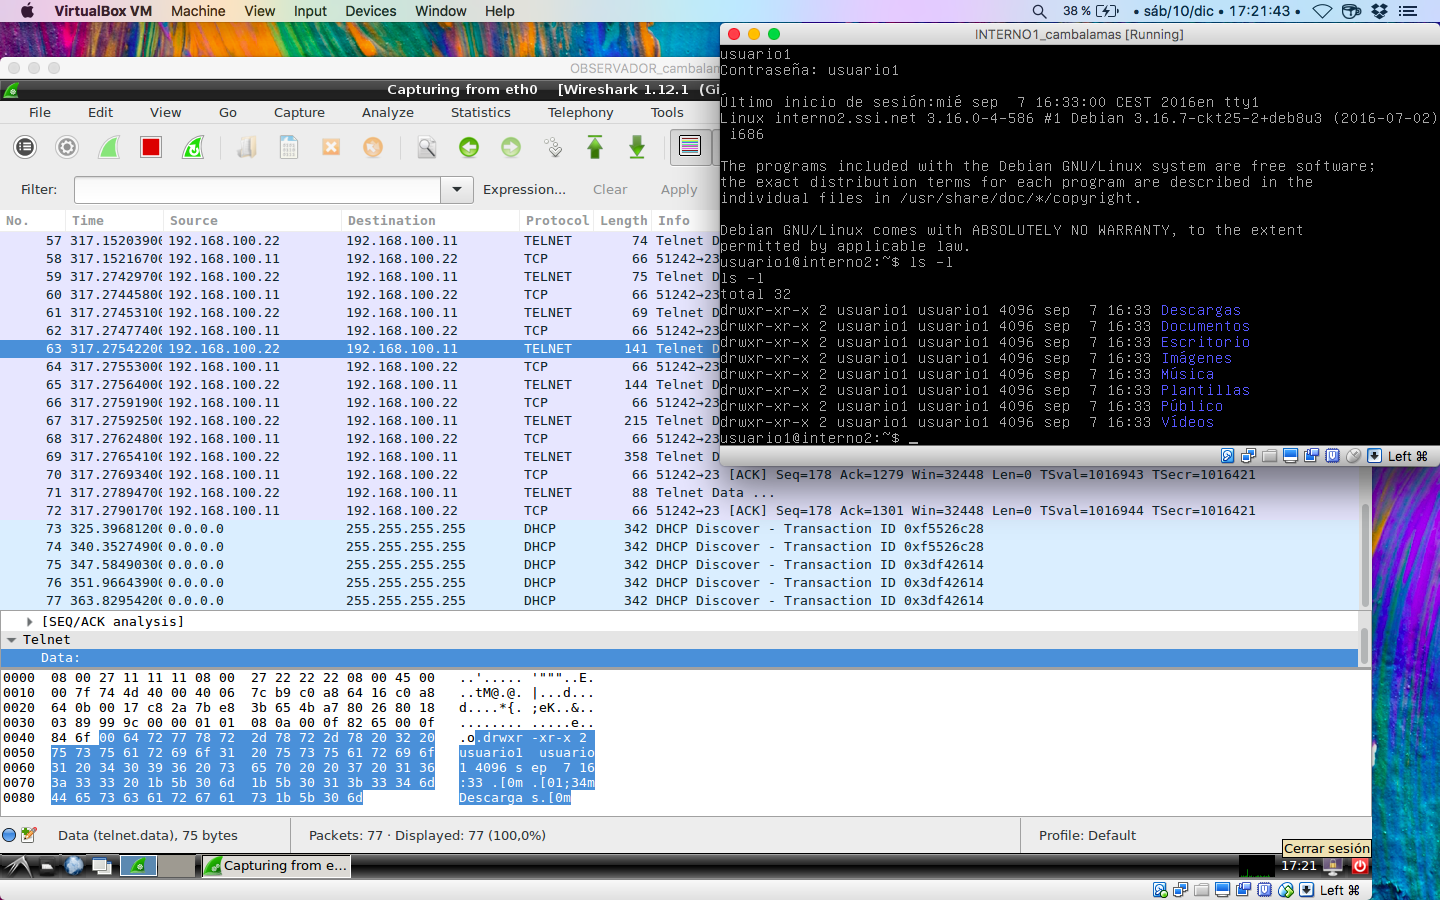 VirtualBox VM Machine View Input Devices Window Help 38 % • sáb/10/dic • 17:21:43 •
OBSERVADOR_cambalam
Capturing from eth0 [Wireshark 1.12.1 (Gi
File Edit View Go Capture Analyze Statistics Telephony Tools
Filter: Expression... Clear Apply
No. Time Source Destination Protocol Length Info
57 317.15203900 192.168.100.22 192.168.100.11 TELNET 74 Telnet D
58 317.15216700 192.168.100.11 192.168.100.22 TCP 66 51242→23
59 317.27429700 192.168.100.22 192.168.100.11 TELNET 75 Telnet D
60 317.27445800 192.168.100.11 192.168.100.22 TCP 66 51242→23
61 317.27453100 192.168.100.22 192.168.100.11 TELNET 69 Telnet D
62 317.27477400 192.168.100.11 192.168.100.22 TCP 66 51242→23
63 317.27542200 192.168.100.22 192.168.100.11 TELNET 141 Telnet D
64 317.27553000 192.168.100.11 192.168.100.22 TCP 66 51242→23
65 317.27564000 192.168.100.22 192.168.100.11 TELNET 144 Telnet D
66 317.27591900 192.168.100.11 192.168.100.22 TCP 66 51242→23
67 317.27592500 192.168.100.22 192.168.100.11 TELNET 215 Telnet D
68 317.27624800 192.168.100.11 192.168.100.22 TCP 66 51242→23
69 317.27654100 192.168.100.22 192.168.100.11 TELNET 358 Telnet D
70 317.27693400 192.168.100.11 192.168.100.22 TCP 66 51242→23 [ACK] Seq=178 Ack=1279 Win=32448 Len=0 TSval=1016943 TSecr=1016421
71 317.27894700 192.168.100.22 192.168.100.11 TELNET 88 Telnet Data ...
72 317.27901700 192.168.100.11 192.168.100.22 TCP 66 51242→23 [ACK] Seq=178 Ack=1301 Win=32448 Len=0 TSval=1016944 TSecr=1016421
73 325.39681200 0.0.0.0 255.255.255.255 DHCP 342 DHCP Discover - Transaction ID 0xf5526c28
74 340.35274900 0.0.0.0 255.255.255.255 DHCP 342 DHCP Discover - Transaction ID 0xf5526c28
75 347.58490300 0.0.0.0 255.255.255.255 DHCP 342 DHCP Discover - Transaction ID 0x3df42614
76 351.96643900 0.0.0.0 255.255.255.255 DHCP 342 DHCP Discover - Transaction ID 0x3df42614
77 363.82954200 0.0.0.0 255.255.255.255 DHCP 342 DHCP Discover - Transaction ID 0x3df42614
[SEQ/ACK analysis]
Telnet
Data:
0000 08 00 27 11 11 11 08 00 27 22 22 22 08 00 45 00 ..'..... '"""..E.
0010 00 7f 74 4d 40 00 40 06 7c b9 c0 a8 64 16 c0 a8 ..tM@.@. |...d...
0020 64 0b 00 17 c8 2a 7b e8 3b 65 4b a7 80 26 80 18 d....*{. ;eK..&..
0030 03 89 99 9c 00 00 01 01 08 0a 00 0f 82 65 00 0f ........ .....e..
0040 84 6f 00 64 72 77 78 72 2d 78 72 2d 78 20 32 20 .o.drwxr -xr-x 2
0050 75 73 75 61 72 69 6f 31 20 75 73 75 61 72 69 6f usuario1 usuario
0060 31 20 34 30 39 36 20 73 65 70 20 20 37 20 31 36 1 4096 s ep 7 16
0070 3a 33 33 20 1b 5b 30 6d 1b 5b 30 31 3b 33 34 6d :33 .[0m .[01;34m
0080 44 65 73 63 61 72 67 61 73 1b 5b 30 6d Descarga s.[0m
Data (telnet.data), 75 bytes Packets: 77 · Displayed: 77 (100,0%) Profile: Default
Cerrar sesión
Capturing from e... 17:21
Left ⌘
INTERNO1_cambalamas [Running]
usuario1
Contraseña: usuario1
Último inicio de sesión:mié sep 7 16:33:00 CEST 2016en tty1
Linux interno2.ssi.net 3.16.0-4-586 #1 Debian 3.16.7-ckt25-2+deb8u3 (2016-07-02)
i686
The programs included with the Debian GNU/Linux system are free software;
the exact distribution terms for each program are described in the
individual files in /usr/share/doc/*/copyright.
Debian GNU/Linux comes with ABSOLUTELY NO WARRANTY, to the extent
permitted by applicable law.
usuario1@interno2:~$ ls -l
ls -l
total 32
drwxr-xr-x 2 usuario1 usuario1 4096 sep 7 16:33 Descargas
drwxr-xr-x 2 usuario1 usuario1 4096 sep 7 16:33 Documentos
drwxr-xr-x 2 usuario1 usuario1 4096 sep 7 16:33 Escritorio
drwxr-xr-x 2 usuario1 usuario1 4096 sep 7 16:33 Imágenes
drwxr-xr-x 2 usuario1 usuario1 4096 sep 7 16:33 Música
drwxr-xr-x 2 usuario1 usuario1 4096 sep 7 16:33 Plantillas
drwxr-xr-x 2 usuario1 usuario1 4096 sep 7 16:33 Público
drwxr-xr-x 2 usuario1 usuario1 4096 sep 7 16:33 Vídeos
usuario1@interno2:~$ _
Left ⌘